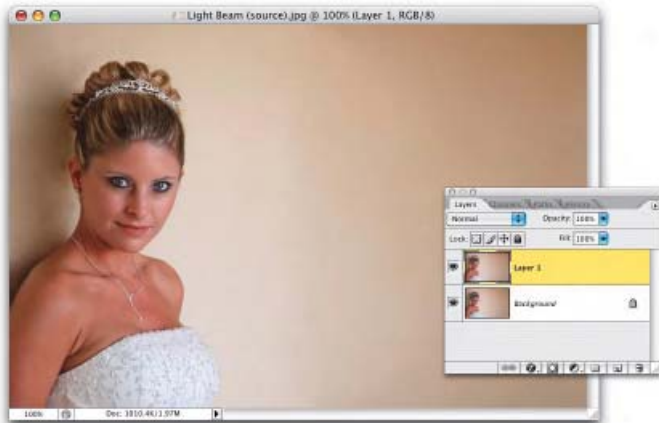 Light Beam (source).jpg @ 100% (Layer 1, RGB/8)
Layers
Normal Opacity: 100%
Lock: Fill: 100%
Layer 1
Background
100% Doc: 1010.4K/1.97M